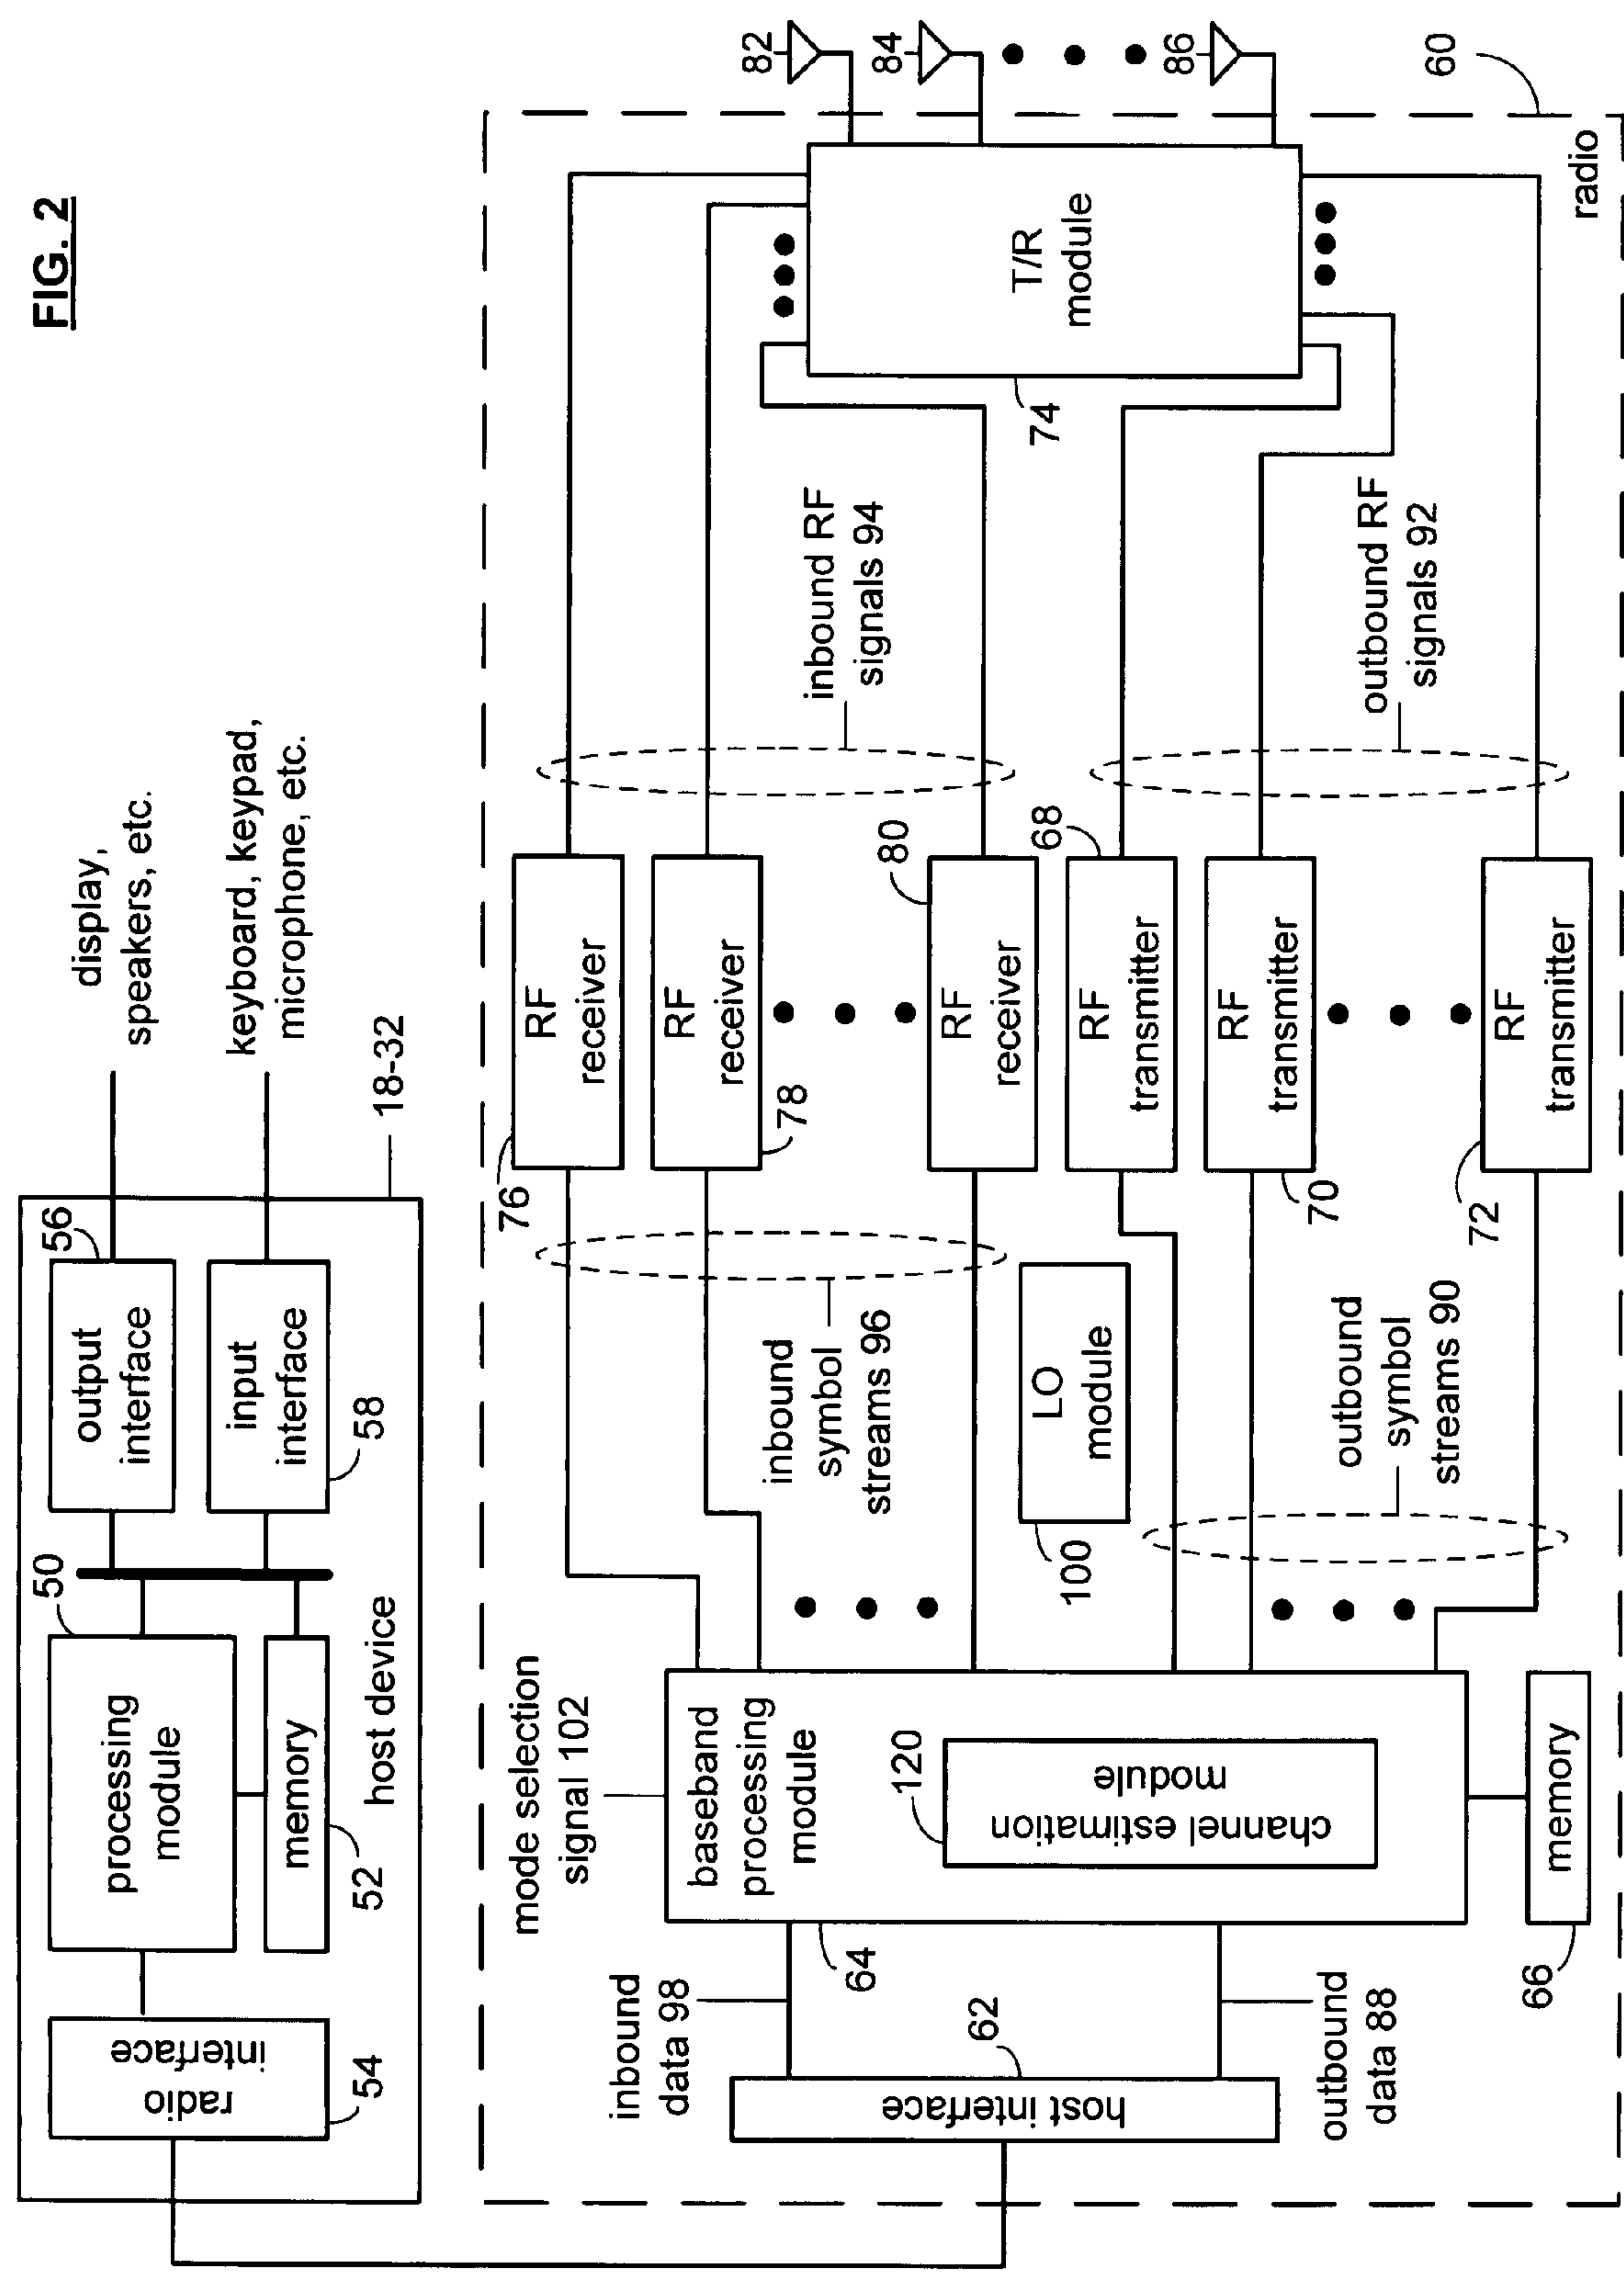 FIG. 2
display,
speakers, etc.
keyboard, keypad,
microphone, etc.
18-32
56
output
interface
input
interface
58
50
processing
module
memory
52
host device
radio
interface
54
82
84
86
60
radio
T/R
module
74
inbound RF
signals 94
outbound RF
signals 92
RF
receiver
76
RF
receiver
78
RF
receiver
80
RF
transmitter
68
RF
transmitter
70
RF
transmitter
72
inbound
symbol
streams 96
LO
module
100
outbound
symbol
streams 90
mode selection
signal 102
baseband
processing
module
64
channel estimation
module
120
memory
66
inbound
data 98
host interface
62
outbound
data 88